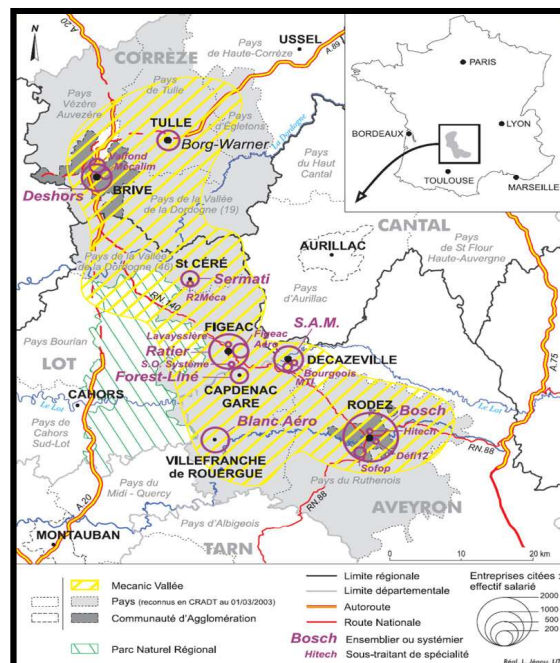 N
A20
CORRÈZE
Pays
de Haute-Corrèze
USSEL
A.89
PARIS
LYON
BORDEAUX
TOULOUSE
MARSEILLE
Pays
Vézère
Auvezère
Pays
de Tulle
TULLE
Pays
d'Egletons
Borg-Warner
La Dordogne
Valfond
Mécalim
Deshors
BRIVE
Pays
du Haut
Cantal
Pays de la Vallée
de la Dordogne (19)
CANTAL
Pays de la Vallée
de la Dordogne (46)
St CÉRÉ
Sermati
R2Méca
AURILLAC
Pays
de St Flour
Haute-Auvergne
Pays
d'Aurillac
RN.140
S.A.M.
Lavayssière
FIGEAC
Figeac
Aéro
Ratier
S.O. Système
DECAZEVILLE
Bourgeois
MTI
Pays Bourian
LOT
Forest-Liné
CAPDENAC
GARE
A.75
CAHORS
Le Lot
RODEZ
Bosch
Le Lot
Blanc Aéro
Hitech
Pays
de Cahors
Sud-Lot
VILLEFRANCHE
de ROUERGUE
Défi12
RN.88
Sofop
Pays du Ruthenois
Pays du
Midi - Quercy
A.20
Pays d'Albigeois
RN.88
AVEYRON
MONTAUBAN
TARN
0 10 20 km
Mecanic Vallée
Pays (reconnus en CRADT au 01/03/2003)
Communauté d'Agglomération
Parc Naturel Régional
Limite régionale
Limite départementale
Autoroute
Route Nationale
Bosch Ensemblier ou systémier
Hitech Sous-traitant de spécialité
Entreprises citées :
effectif salarié
2000
1000
500
200
Réal. L. Jégou, UT